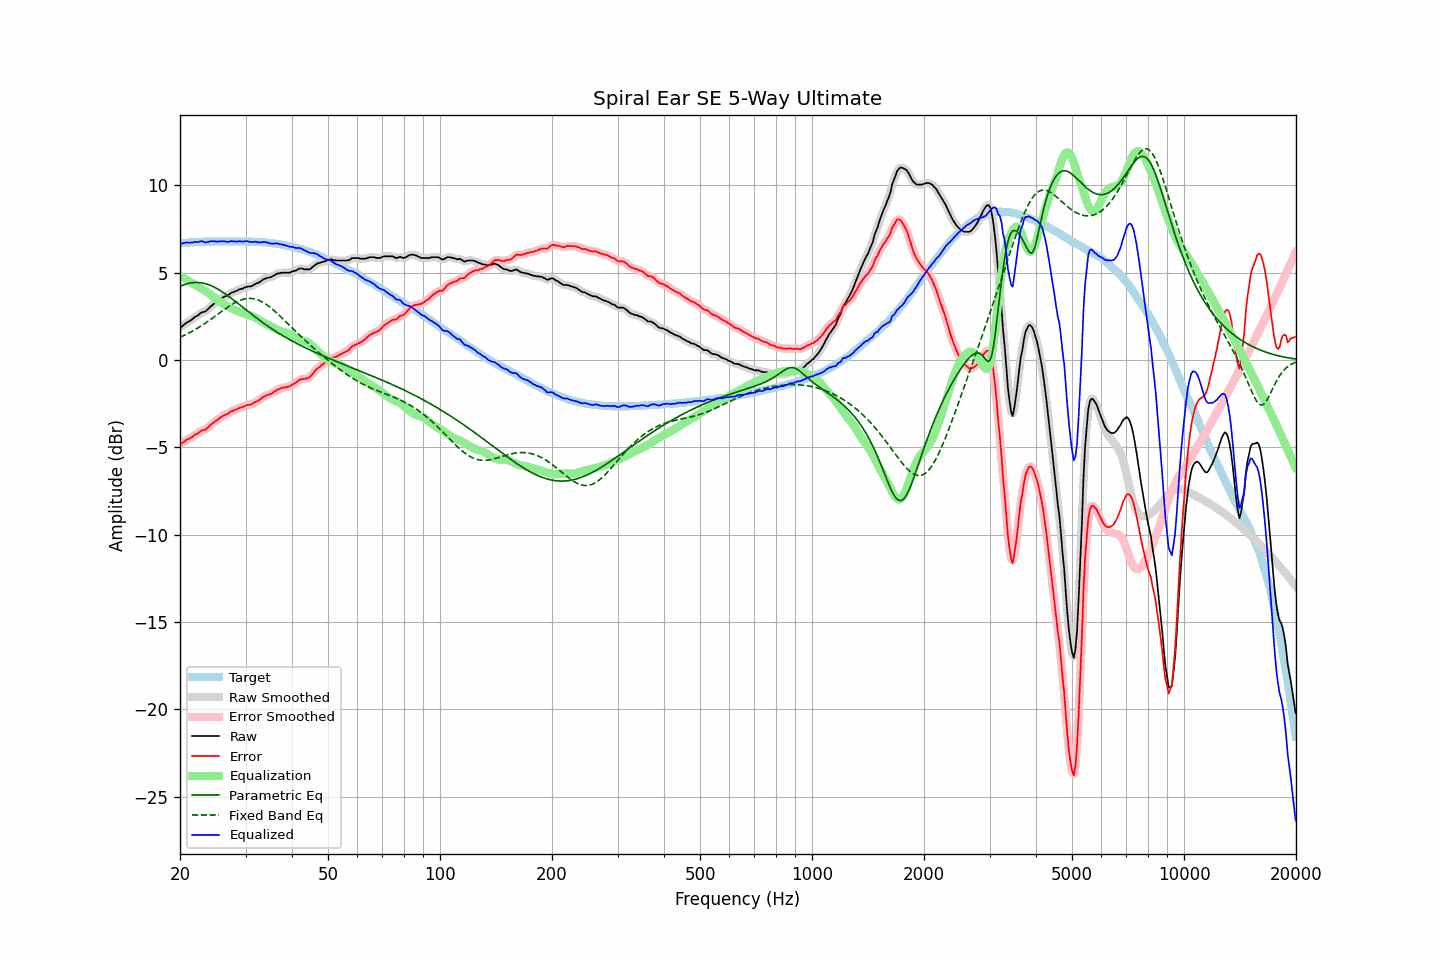 Spiral Ear SE 5-Way Ultimate
Amplitude (dBr)
10
5
0
−5
−10
−15
−20
−25
Target
Raw Smoothed
Error Smoothed
Raw
Error
Equalization
Parametric Eq
Fixed Band Eq
Equalized
20 50 100 200 500 1000 2000 5000 10000 20000
Frequency (Hz)